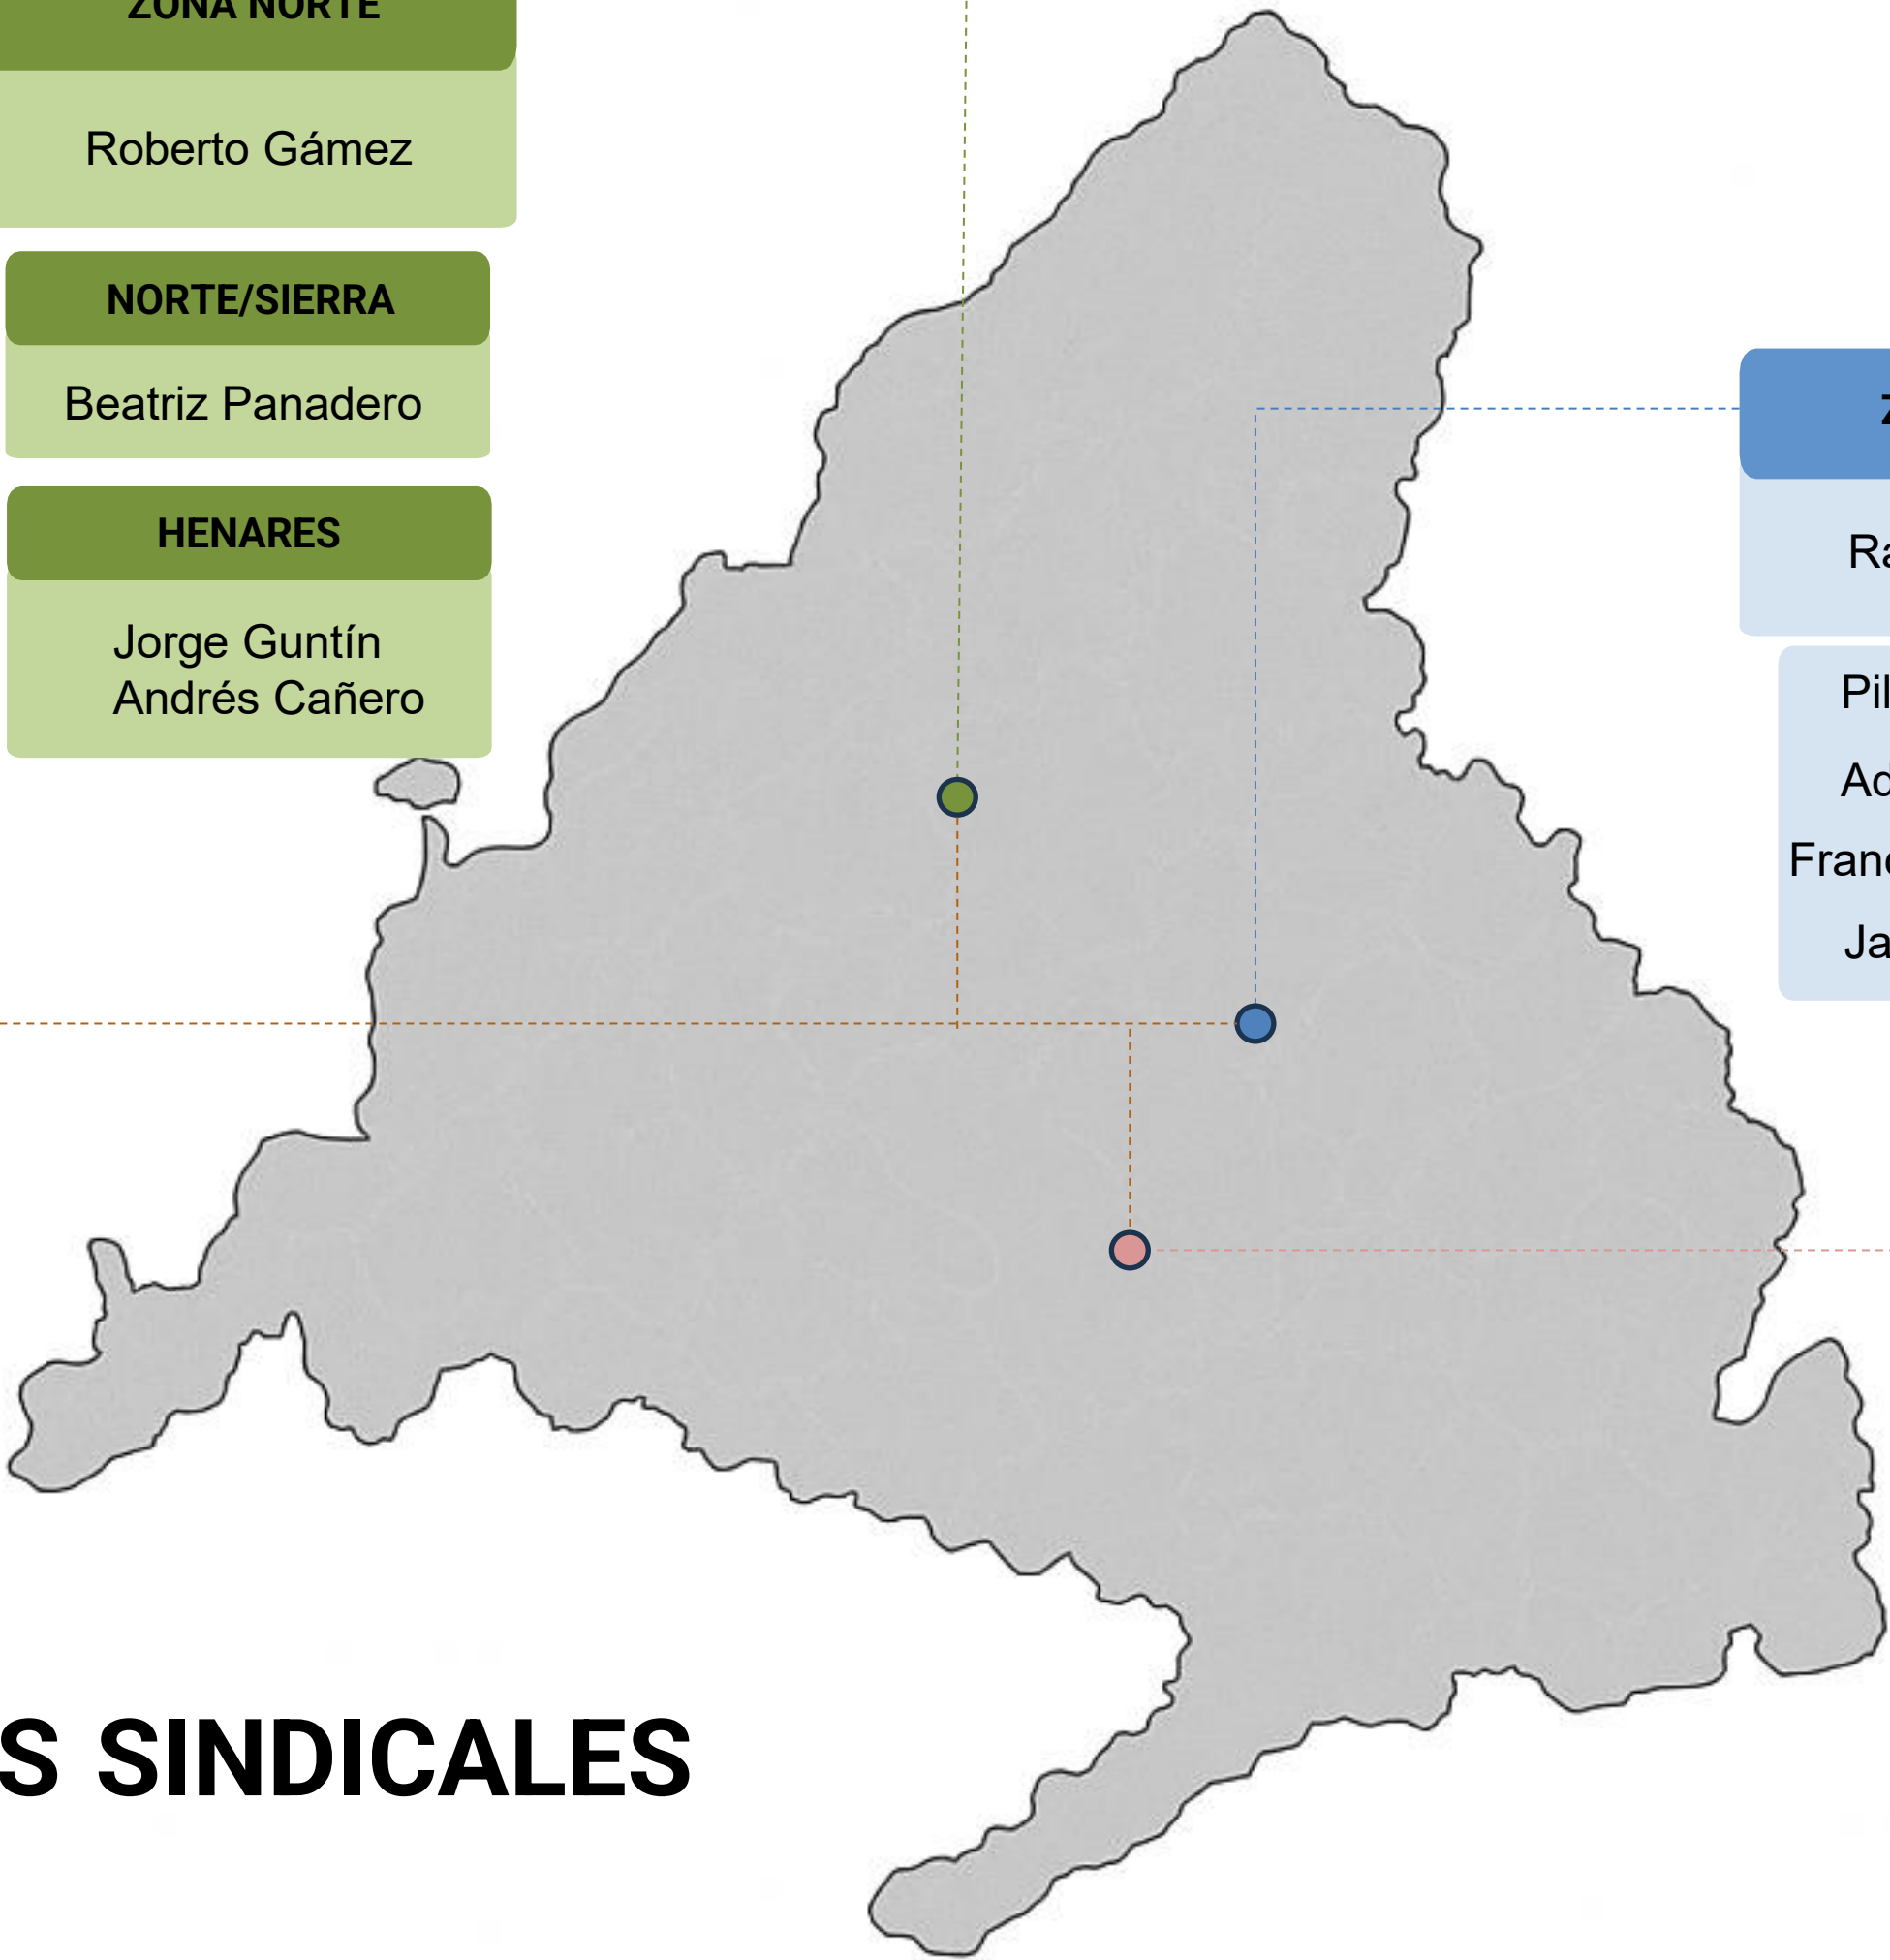 ZONA NORTE
Roberto Gámez
NORTE/SIERRA
Beatriz Panadero
HENARES
Jorge Guntín
Andrés Cañero
S SINDICALES